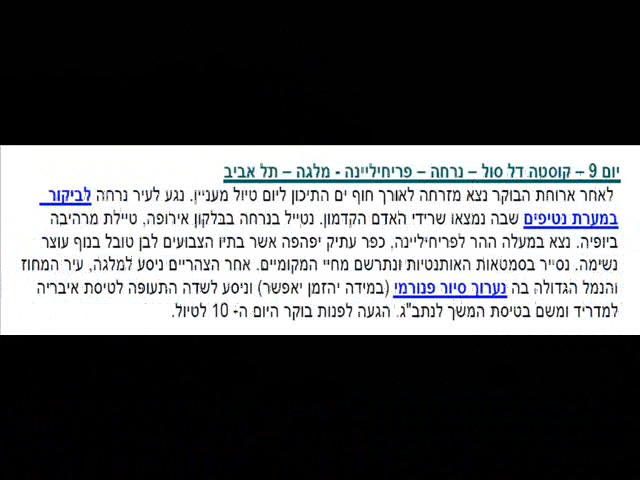 יום 9 – קוסטה דל סול – נרחה – פריחיליינה - מלגה – תל אביב
לאחר ארוחת הבוקר נצא מזרחה לאורך חוף ים התיכון ליום טיול מעניין. נגע לעיר נרחה לביקור
במערת נטיפים שבה נמצאו שרידי האדם הקדמון. נטייל בנרחה בבלקון אירופה, טיילת מרהיבה
ביופיה. נצא במעלה ההר לפריחיליינה, כפר עתיק יפהפה אשר בתיו הצבועים לבן טובל בנוף עוצר
נשימה. נסייר בסמטאות האותנטיות ונתרשם מחיי המקומיים. אחר הצהריים ניסע למלגה, עיר המחוז
והנמל הגדולה בה נערוך סיור פנורמי (במידה יהזמן יאפשר) וניסע לשדה התעופה לטיסת איבריה
למדריד ומשם בטיסת המשך לנתב"ג. הגעה לפנות בוקר היום ה- 10 לטיול.